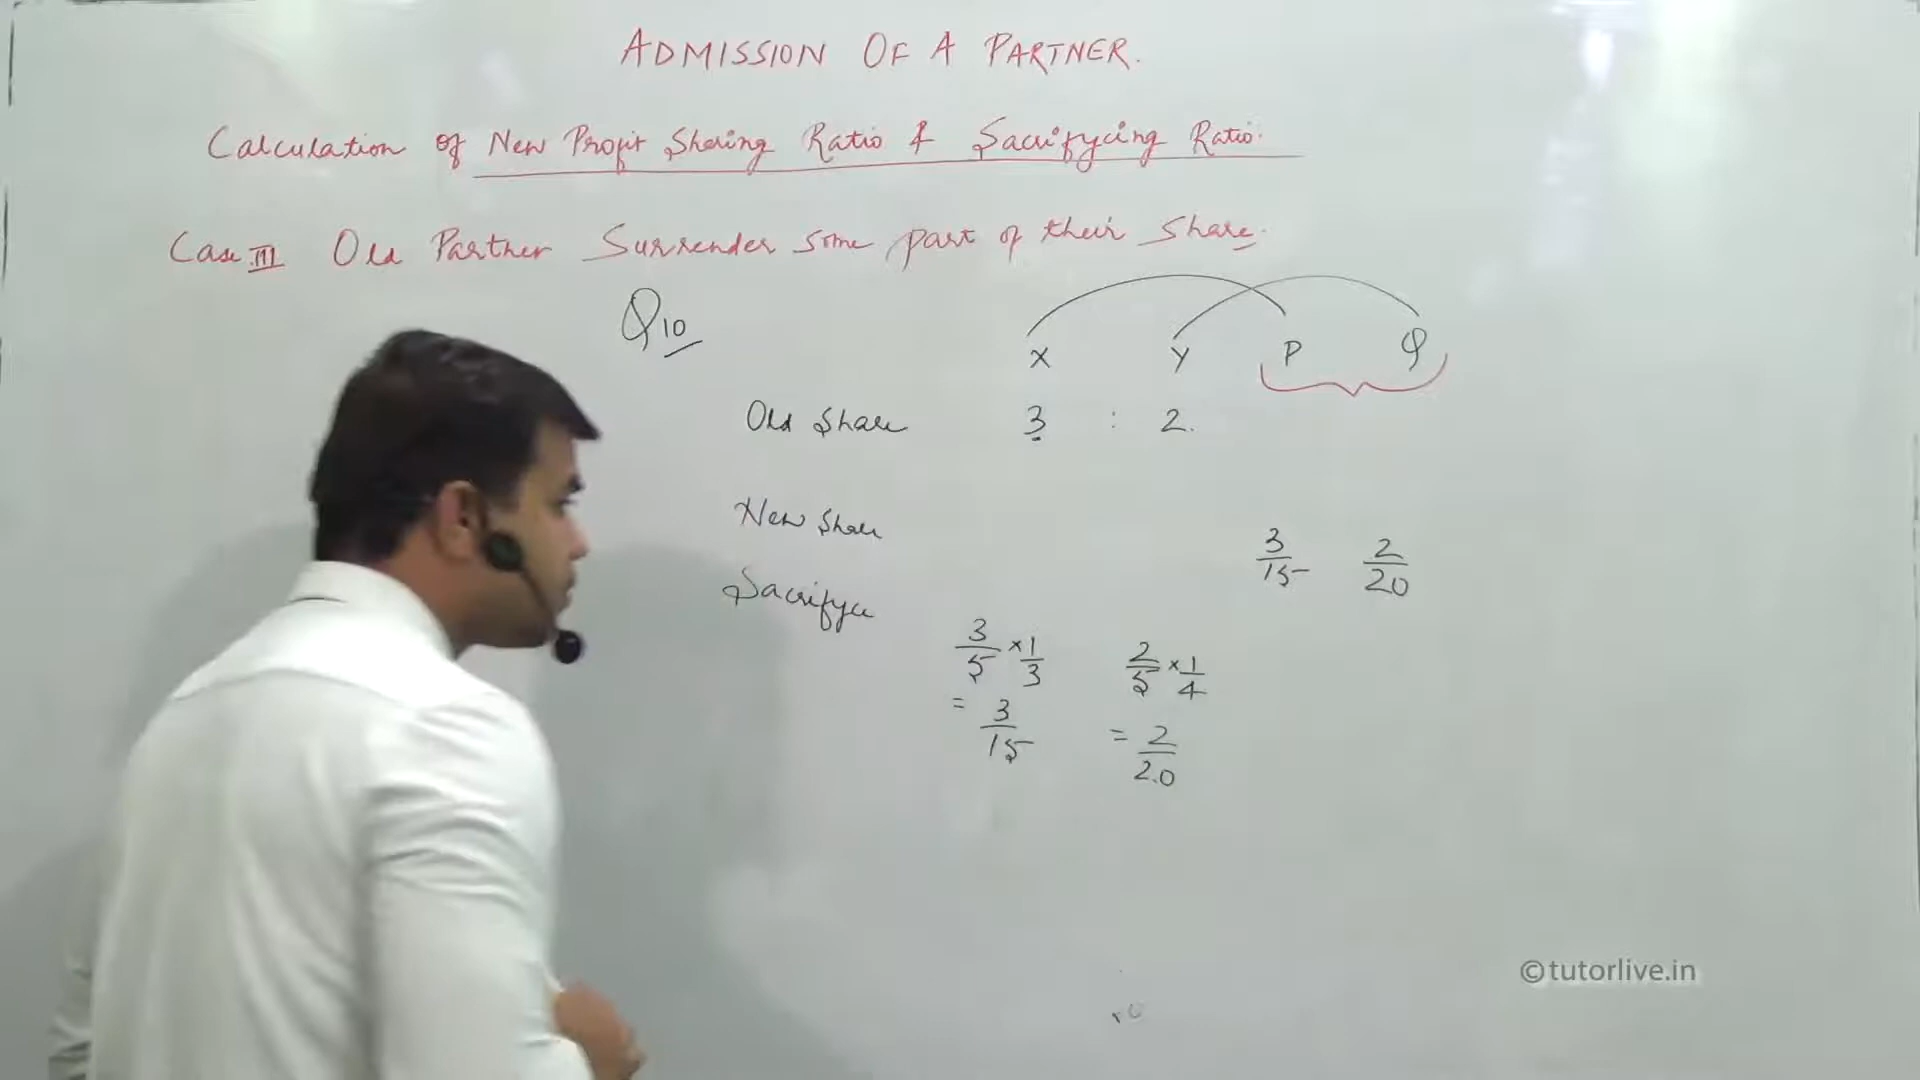 ADMISSION OF A PARTNER.
Calculation of New Profit Sharing Ratio & Sacrifycing Ratio.
Case III Old Partner Surrender some part of their Share.
Q10
X Y P Q
Old Share 3 : 2.
New Share 3/15 2/20
Sacrifyce
3/5 × 1/3 2/5 × 1/4
= 3/15 = 2/20
©tutorlive.in